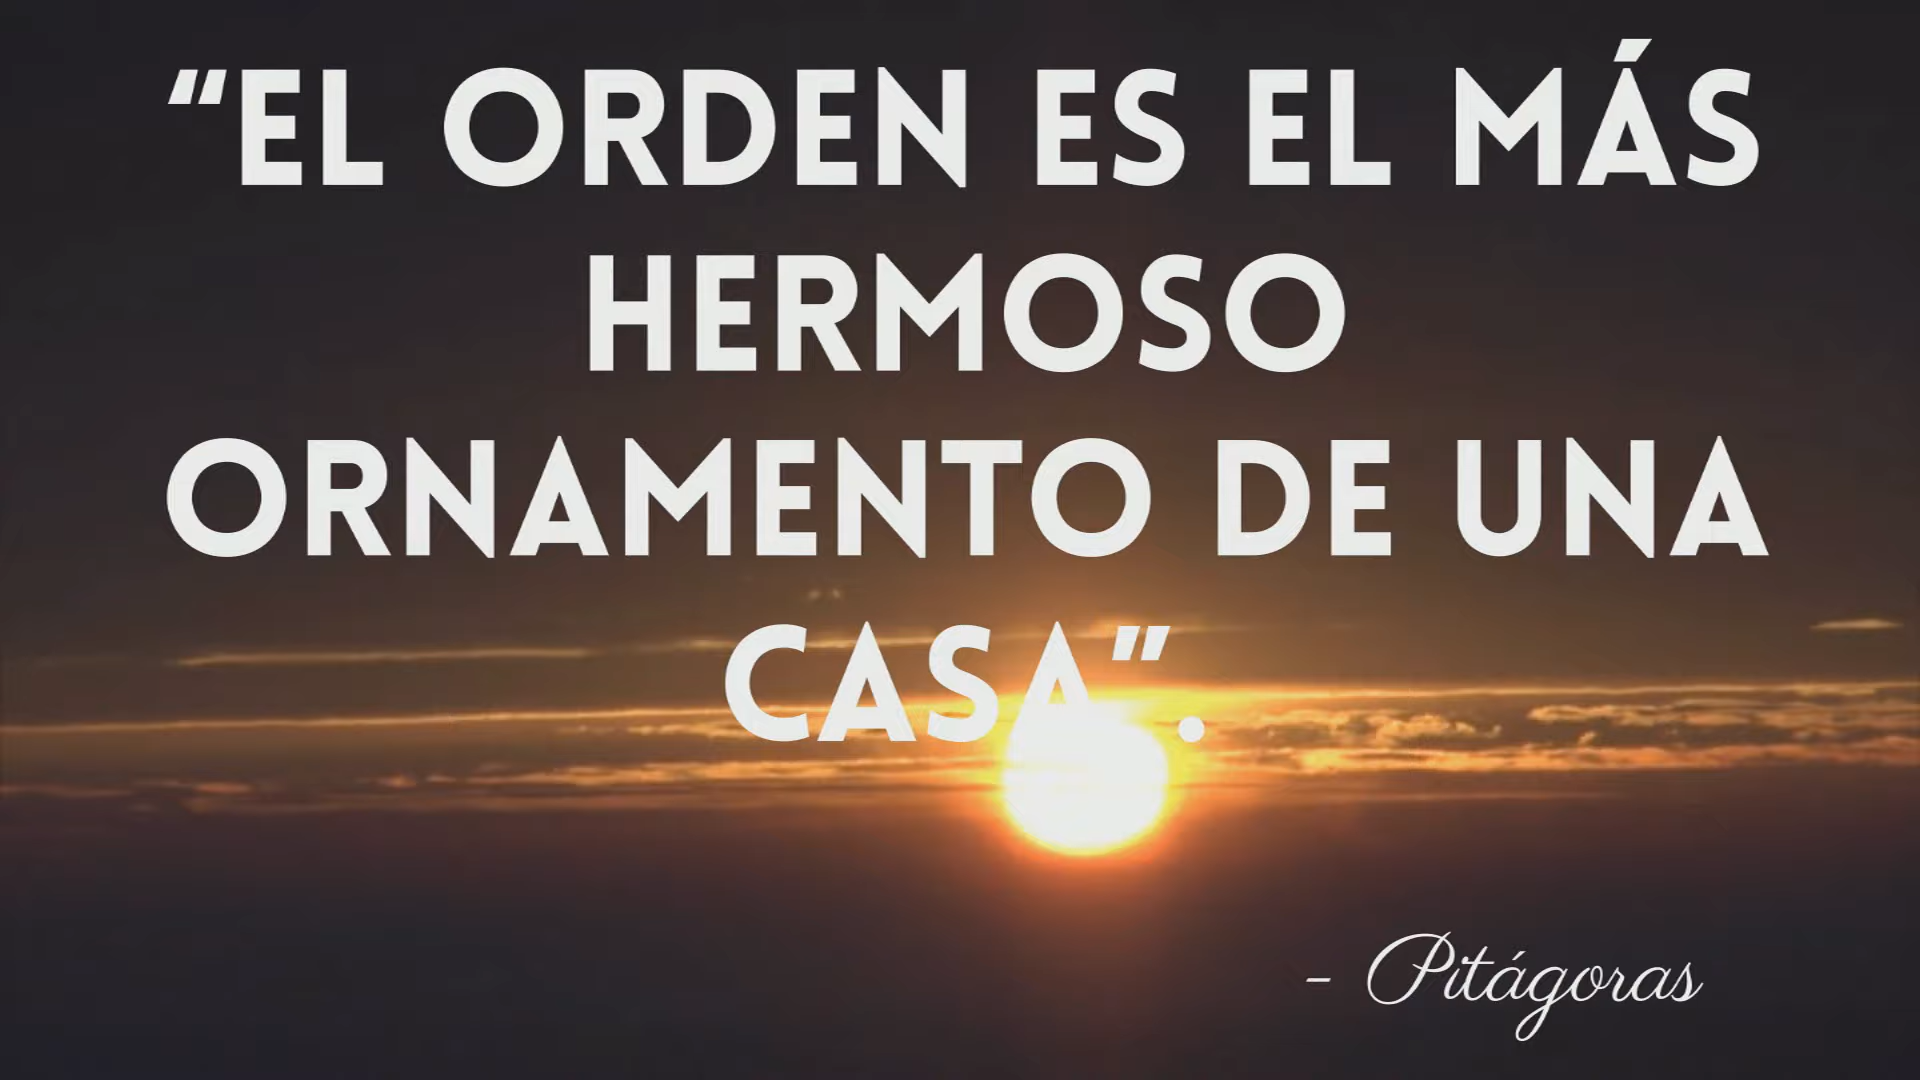 “EL ORDEN ES EL MÁS
HERMOSO
ORNAMENTO DE UNA
CASA”.
- Pitágoras